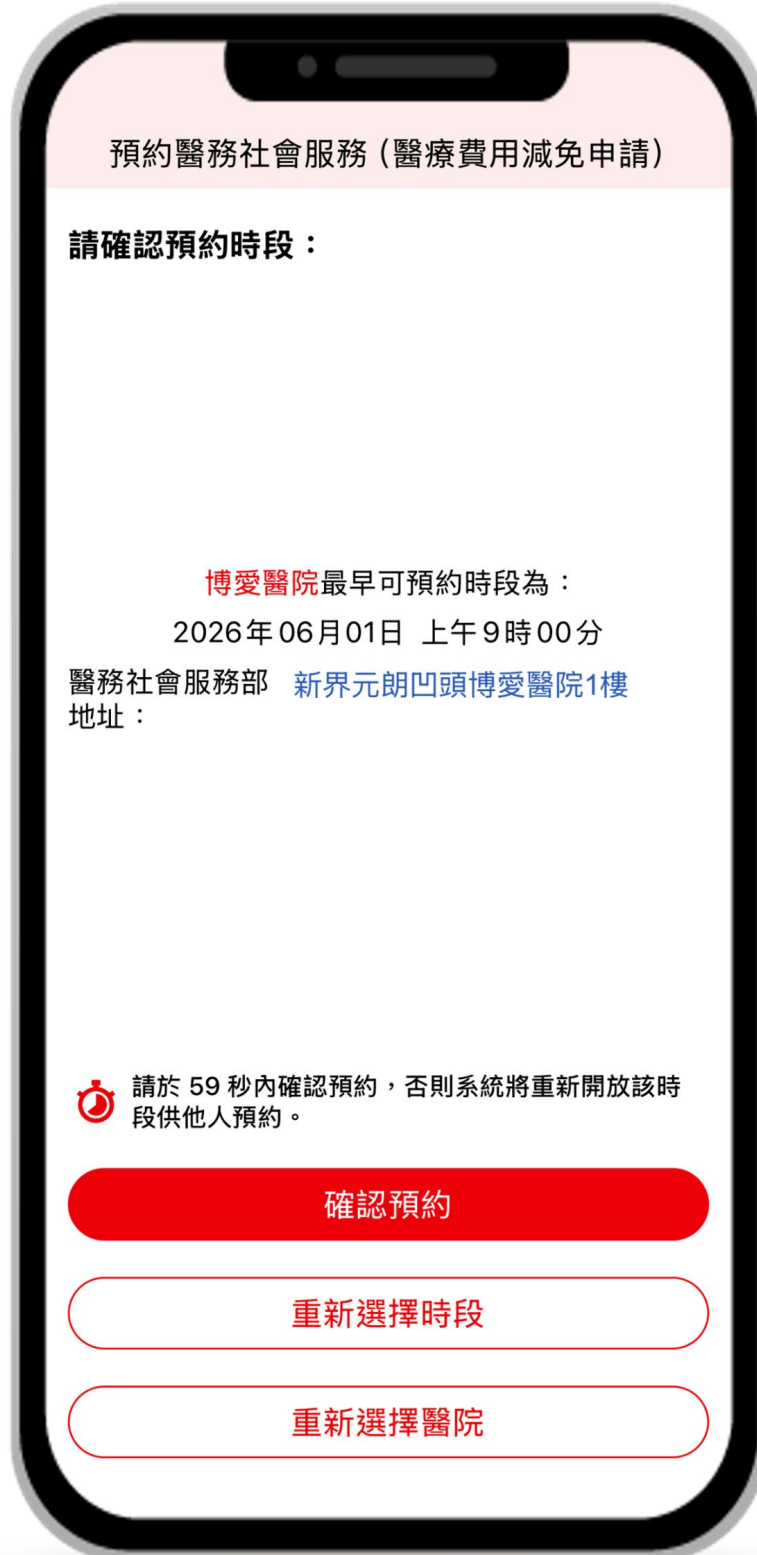 預約醫務社會服務（醫療費用減免申請）
請確認預約時段：
博愛醫院最早可預約時段為：
2026年06月01日 上午9時00分
醫務社會服務部 新界元朗凹頭博愛醫院1樓
地址：
請於 59 秒內確認預約，否則系統將重新開放該時
段供他人預約。
確認預約
重新選擇時段
重新選擇醫院